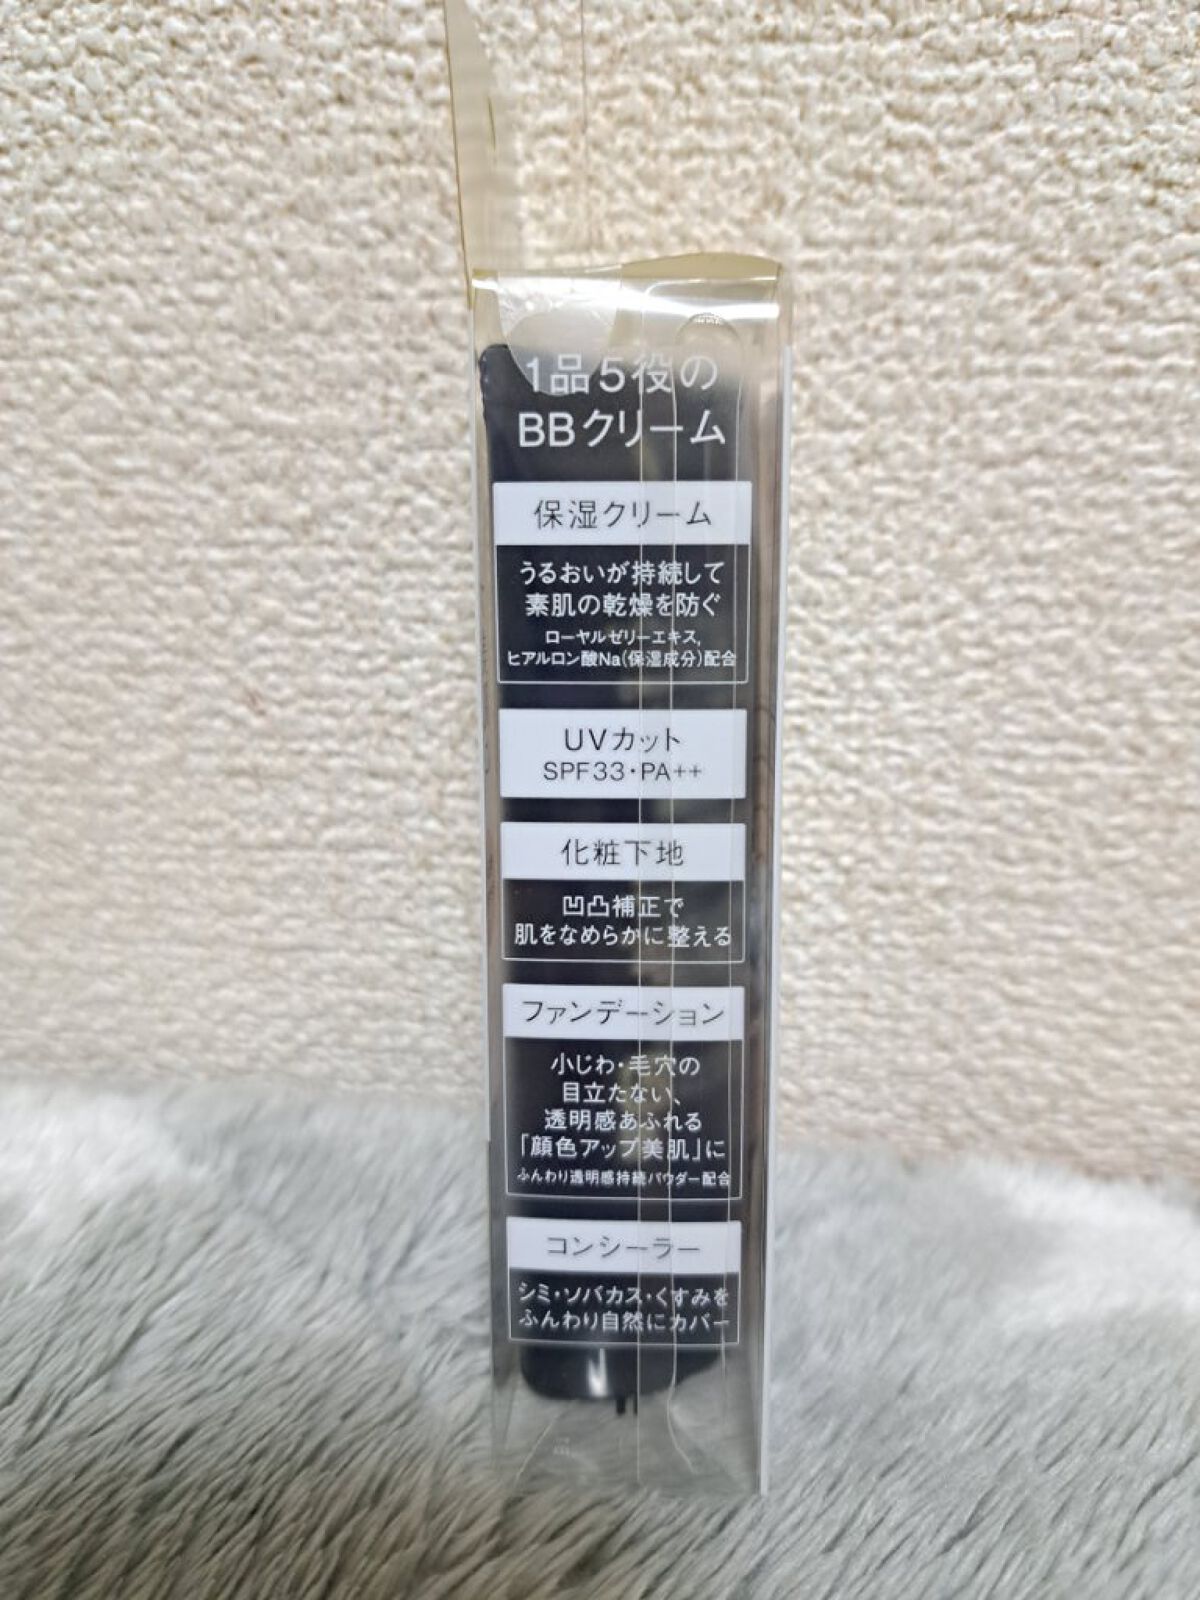 1品5役の
BBクリーム
保湿クリーム
うるおいが持続して
素肌の乾燥を防ぐ
ローヤルゼリーエキス,
ヒアルロン酸Na(保湿成分)配合
UVカット
SPF33・PA++
化粧下地
凹凸補正で
肌をなめらかに整える
ファンデーション
小じわ・毛穴の
目立たない、
透明感あふれる
「顔色アップ美肌」に
ふんわり透明感持続パウダー配合
コンシーラー
シミ・ソバカス・くすみを
ふんわり自然にカバー